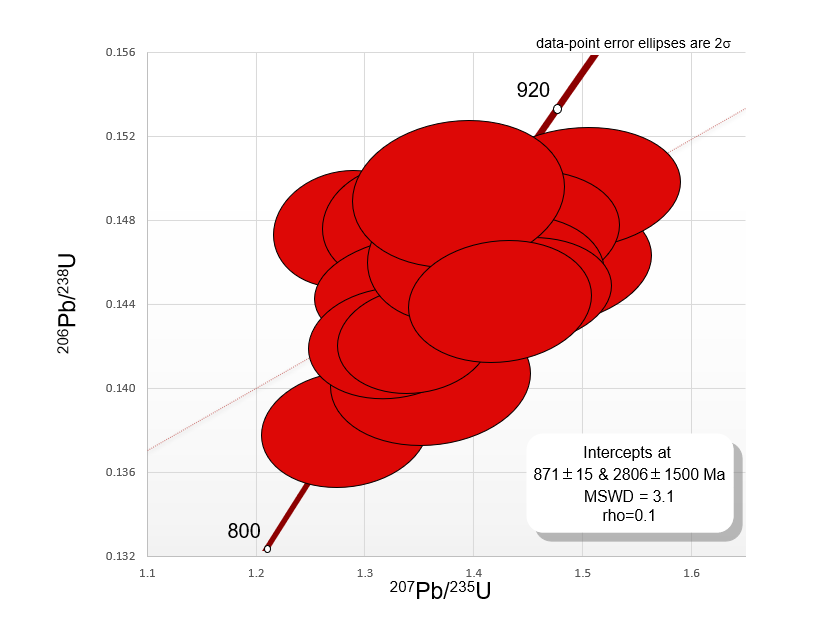 data-point error ellipses are 2σ
0.156
920
0.152
0.148
0.144
0.140
0.136
0.132
206Pb/238U
800
Intercepts at
871 ± 15 & 2806 ± 1500 Ma
MSWD = 3.1
rho=0.1
1.1 1.2 1.3 1.4 1.5 1.6
207Pb/235U